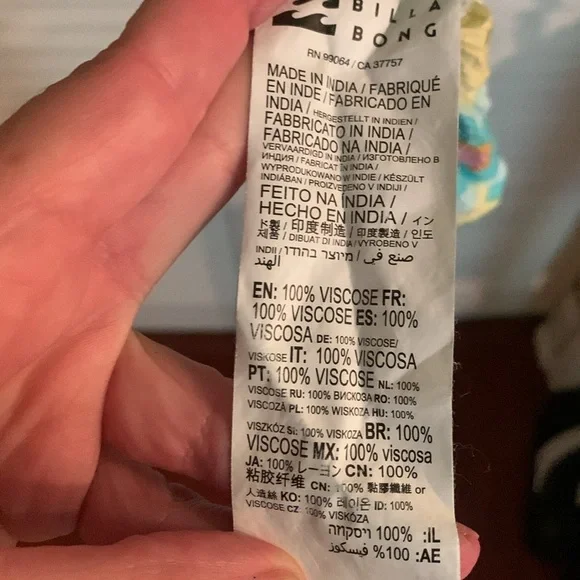 BILLA
BONG
RN 99064 / CA 37757
MADE IN INDIA / FABRIQUÉ
EN INDE / FABRICADO EN
INDIA / HERGESTELLT IN INDIEN /
FABBRICATO IN INDIA /
FABRICADO NA INDIA /
VERVAARDIGD IN INDIA / ИЗГОТОВЛЕНО В
ИНДИЯ / FABRICAT ÎN INDIA /
WYPRODUKOWANO W INDIE / KÉSZÜLT
INDIÁBAN / PROIZVEDENO V INDIJI /
FEITO NA ÍNDIA /
HECHO EN INDIA / イン
ド製 / 印度制造 / 印度製造 / 인도
제품 / DIBUAT DI INDIA / VYROBENO V
INDII / צנע في / מיוצר בהודו
الهند
EN: 100% VISCOSE FR:
100% VISCOSE ES: 100%
VISCOSA DE: 100% VISCOSE/
VISKOSE IT: 100% VISCOSA
PT: 100% VISCOSE NL: 100%
VISCOSE RU: 100% ВИСКОЗА RO: 100%
VISCOZĂ PL: 100% WISKOZA HU: 100%
VISZKÓZ SI: 100% VISKOZA BR: 100%
VISCOSE MX: 100% viscosa
JA: 100% レーヨン CN: 100%
粘胶纤维 CN: 100% 黏膠纖維 or
人造絲 KO: 100% 레이온 ID: 100%
VISCOSE CZ: 100% VISKÓZA
IL: 100% ויסקוזה
AE: 100% فيسكوز